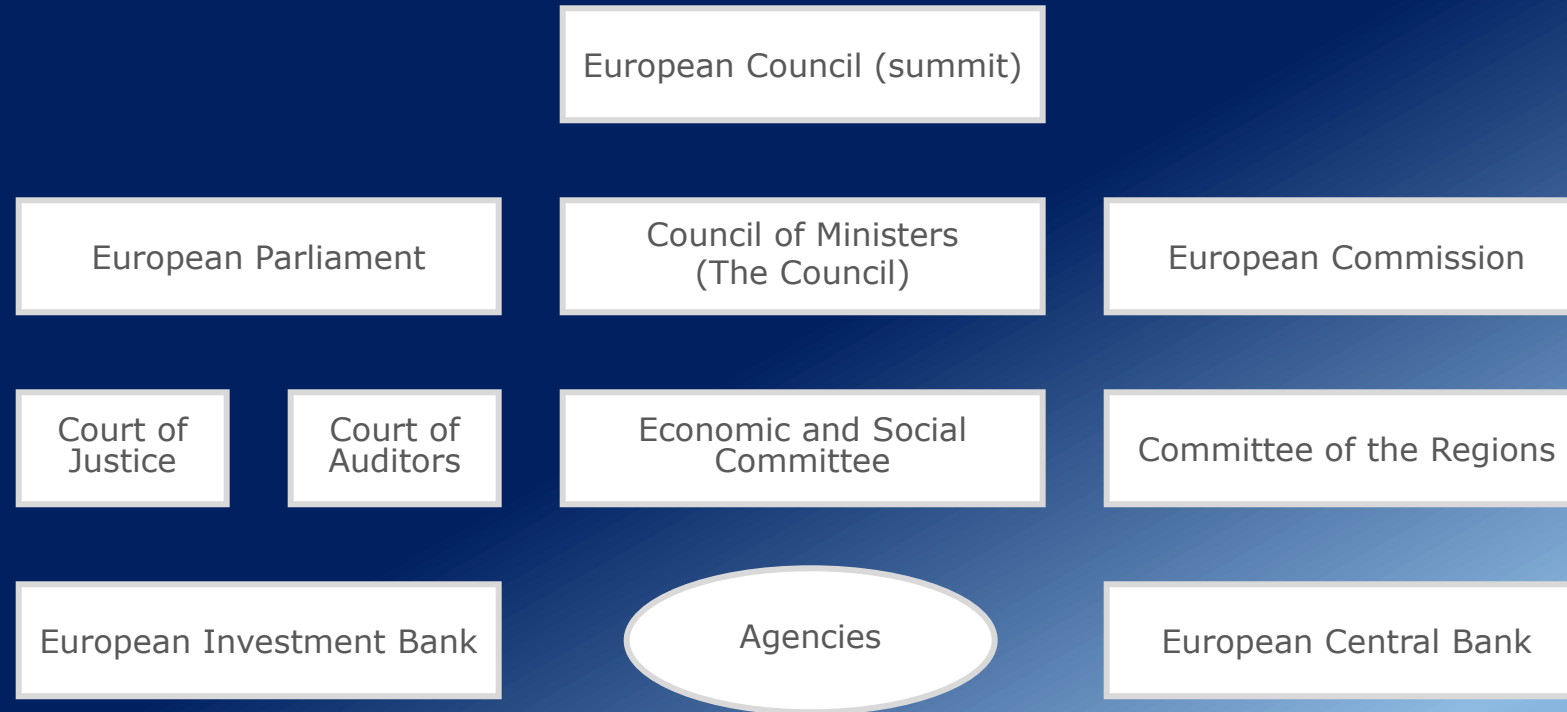 European Council (summit)
European Parliament
Council of Ministers
(The Council)
European Commission
Court of
Justice
Court of
Auditors
Economic and Social
Committee
Committee of the Regions
European Investment Bank
Agencies
European Central Bank